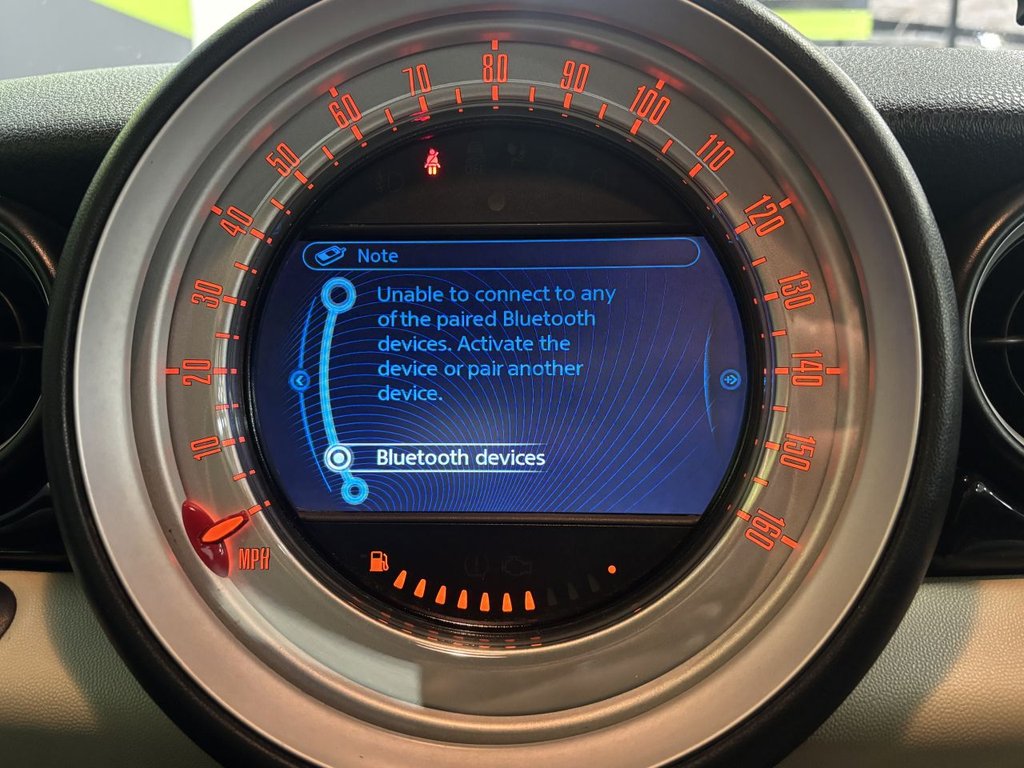 80
70
90
60
100
50
110
40
120
30
130
20
140
10
150
160
MPH
Note
Unable to connect to any
of the paired Bluetooth
devices. Activate the
device or pair another
device.
Bluetooth devices